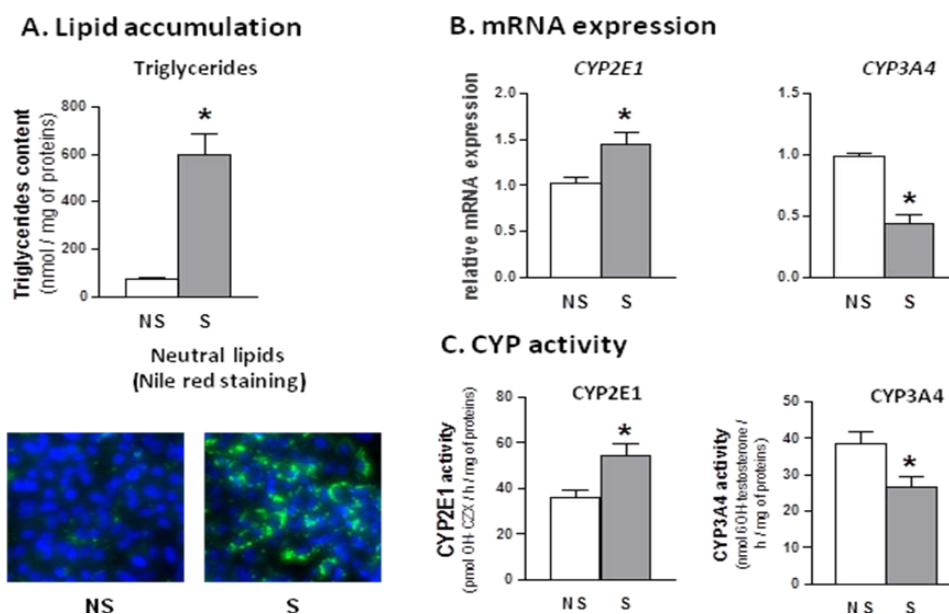 A. Lipid accumulation
Triglycerides
Triglycerides content
(nmol / mg of proteins)
800
600
400
200
0
*
NS S
Neutral lipids
(Nile red staining)
NS S
B. mRNA expression
CYP2E1
relative mRNA expression
2.0
1.5
1.0
0.5
0.0
*
NS S
CYP3A4
1.5
1.0
0.5
0.0
*
NS S
C. CYP activity
CYP2E1
CYP2E1 activity
(pmol OH-CZX / h / mg of proteins)
80
60
40
20
0
*
NS S
CYP3A4
CYP3A4 activity
(nmol 6OH-testosterone /
h / mg of proteins)
50
40
30
20
10
0
*
NS S